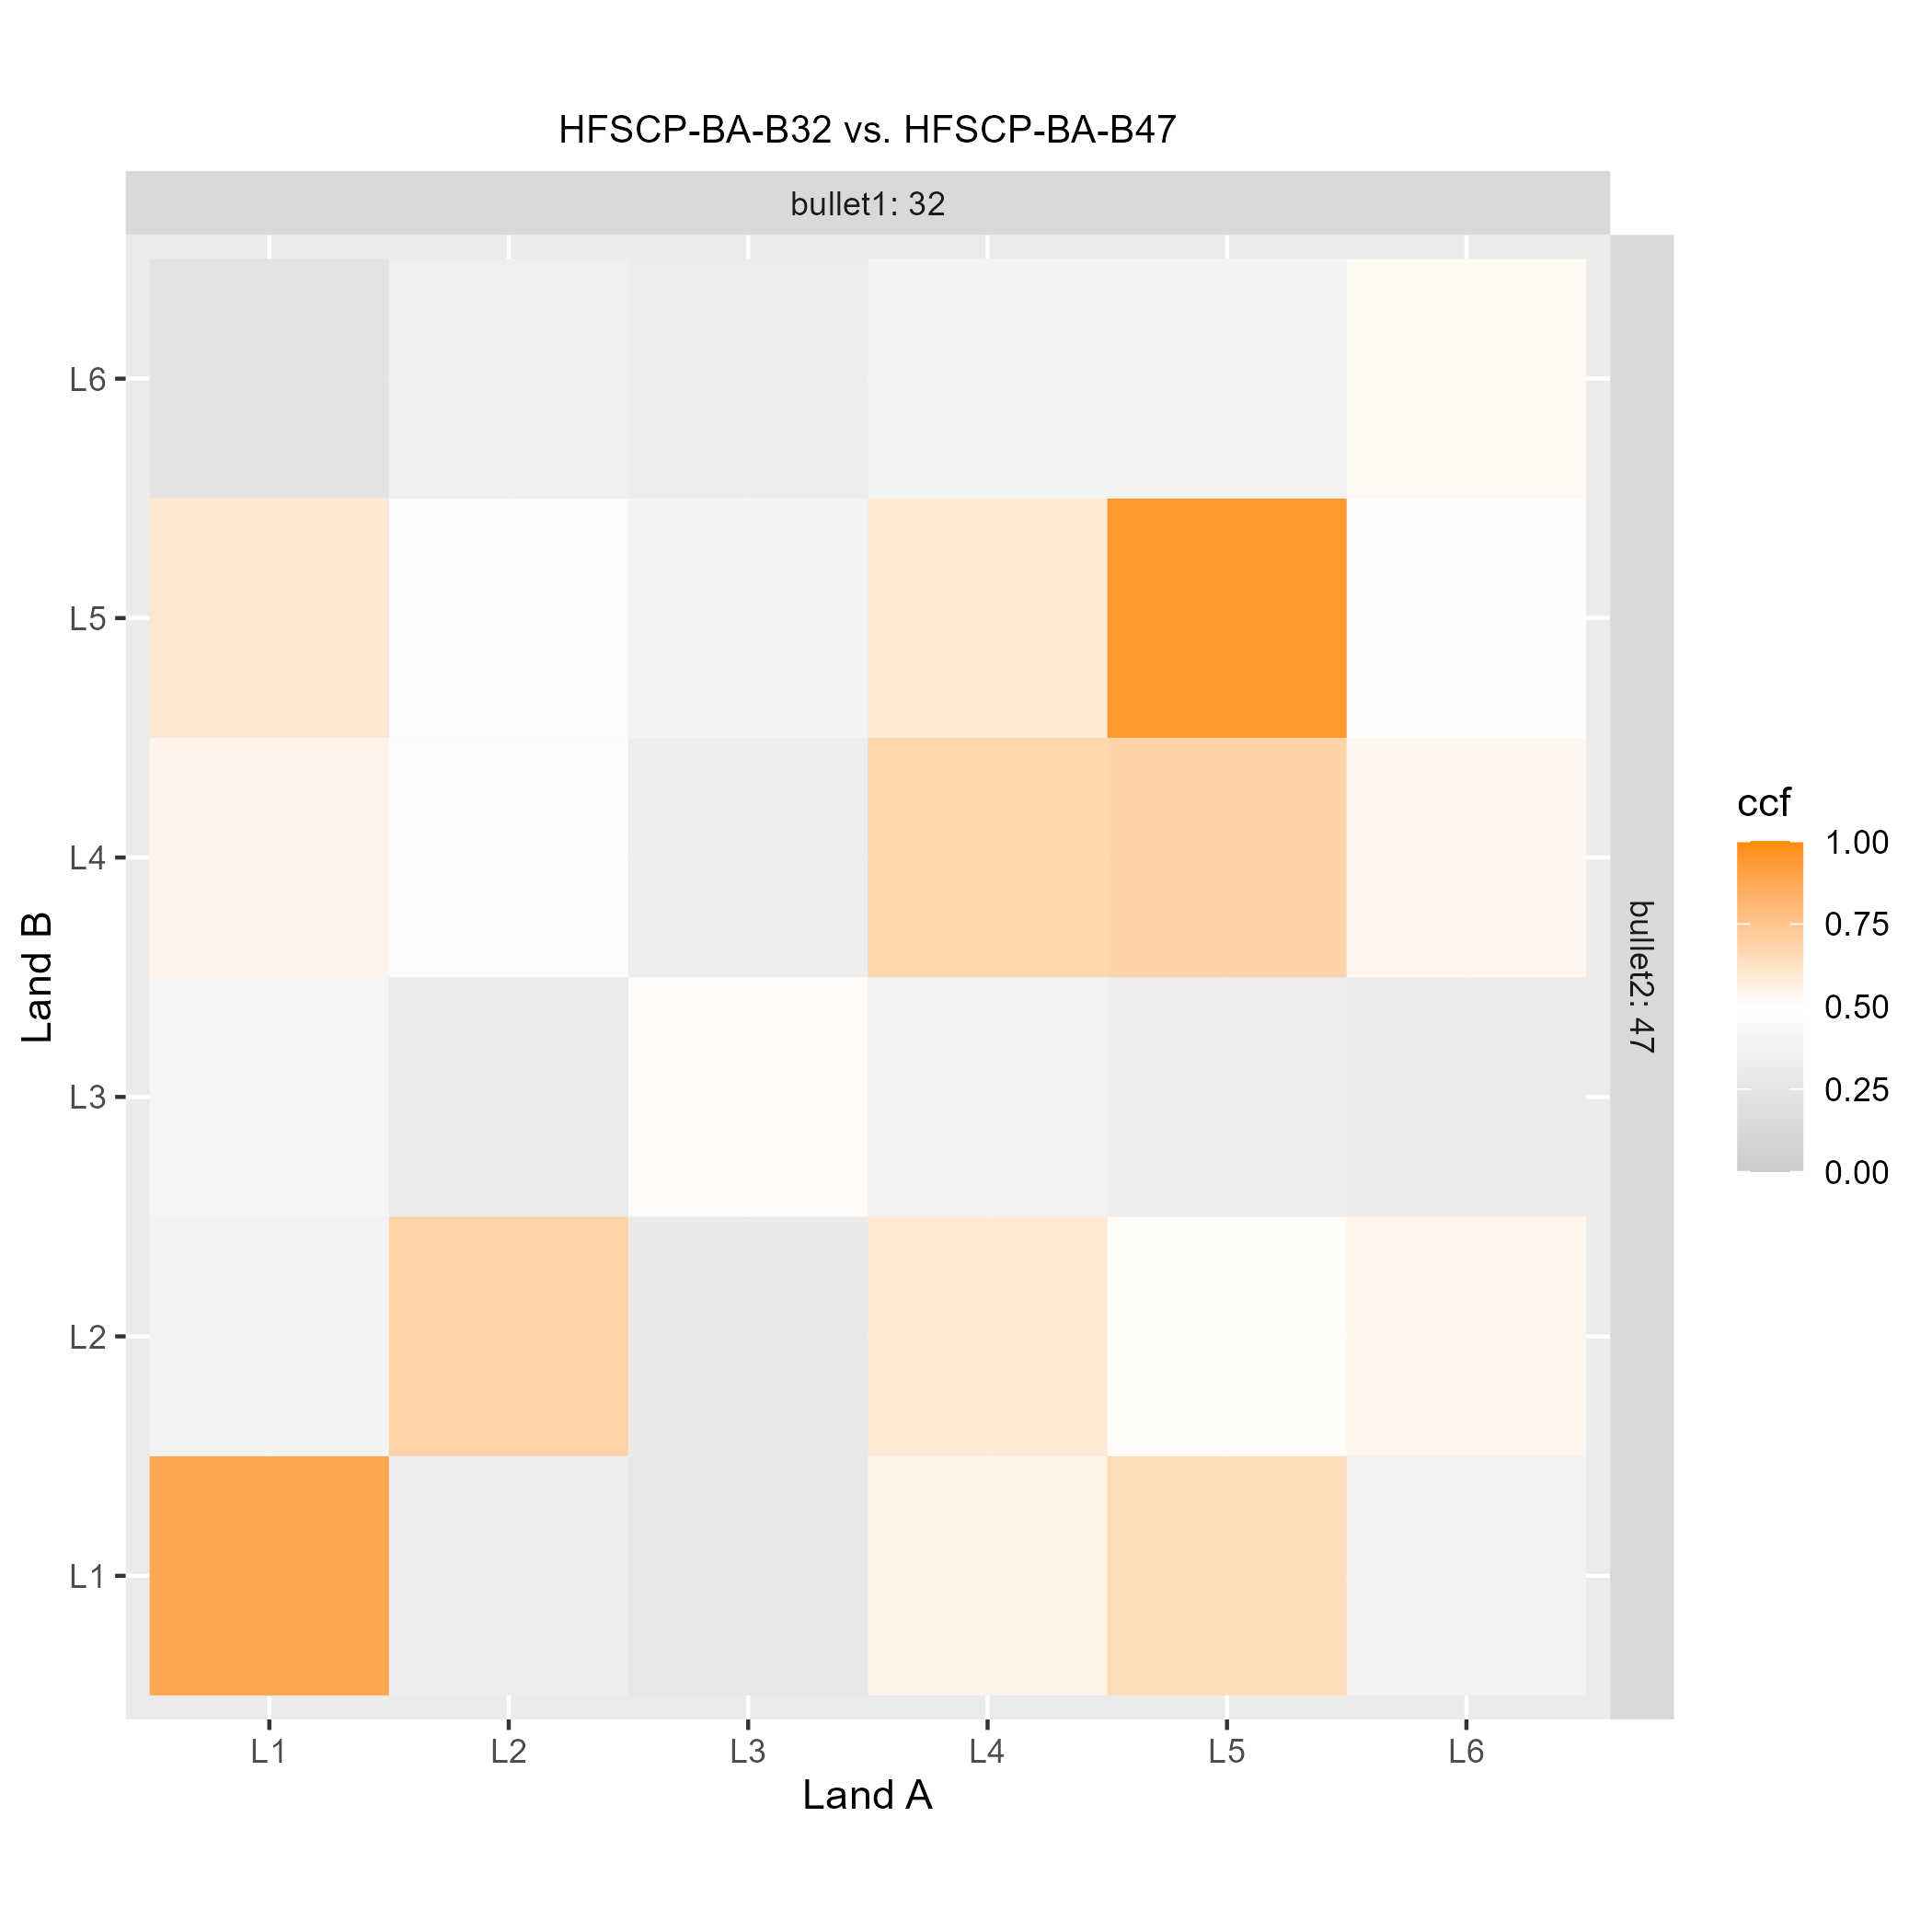 HFSCP-BA-B32 vs. HFSCP-BA-B47
bullet1: 32
L6
L5
L4
L3
L2
L1
Land B
bullet2: 47
L1
L2
L3
L4
L5
L6
Land A
ccf
1.00
0.75
0.50
0.25
0.00